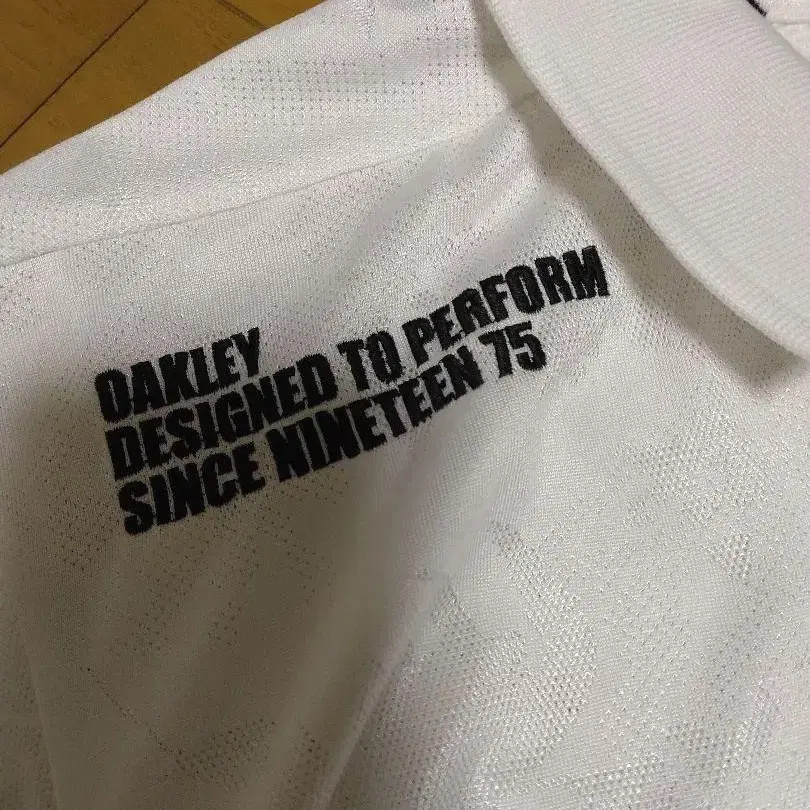 OAKLEY
DESIGNED TO PERFORM
SINCE NINETEEN 75